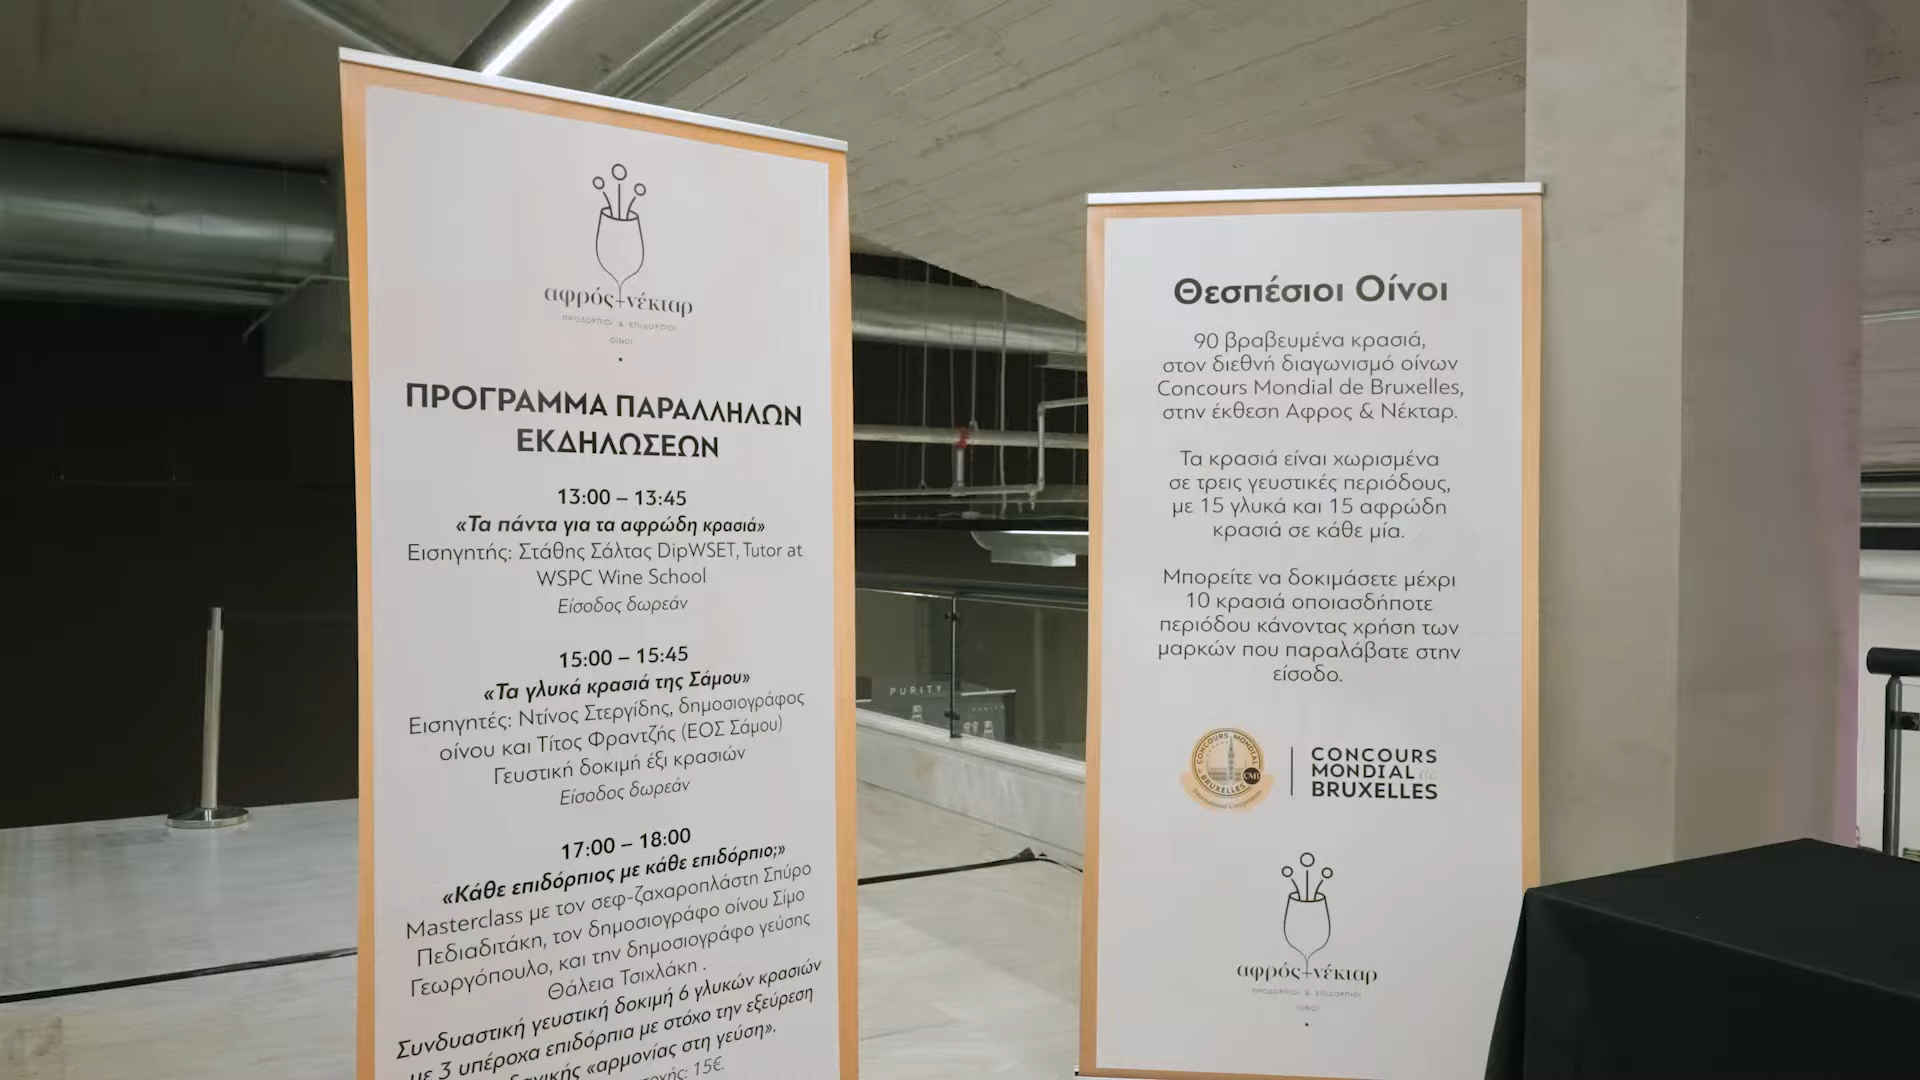 αφρός+νέκταρ
ΠΡΟΔΟΡΠΙΟΙ & ΕΠΙΔΟΡΠΙΟΙ
ΟΙΝΟΙ
ΠΡΟΓΡΑΜΜΑ ΠΑΡΑΛΛΗΛΩΝ
ΕΚΔΗΛΩΣΕΩΝ
13:00 – 13:45
«Τα πάντα για τα αφρώδη κρασιά»
Εισηγητής: Στάθης Σάλτας DipWSET, Tutor at
WSPC Wine School
Είσοδος δωρεάν
15:00 – 15:45
«Τα γλυκά κρασιά της Σάμου»
Εισηγητές: Ντίνος Στεργίδης, δημοσιογράφος
οίνου και Τίτος Φραντζής (ΕΟΣ Σάμου)
Γευστική δοκιμή έξι κρασιών
Είσοδος δωρεάν
17:00 – 18:00
«Κάθε επιδόρπιος με κάθε επιδόρπιο;»
Masterclass με τον σεφ-ζαχαροπλάστη Σπύρο
Πεδιαδιτάκη, τον δημοσιογράφο οίνου Σίμο
Γεωργόπουλο, και την δημοσιογράφο γεύσης
Θάλεια Τσιχλάκη .
Συνδυαστική γευστική δοκιμή 6 γλυκών κρασιών
με 3 υπέροχα επιδόρπια με στόχο την εξεύρεση
«αρμονίας στη γεύση».
15€.
Θεσπέσιοι Οίνοι
90 βραβευμένα κρασιά,
στον διεθνή διαγωνισμό οίνων
Concours Mondial de Bruxelles,
στην έκθεση Αφρος & Νέκταρ.
Τα κρασιά είναι χωρισμένα
σε τρεις γευστικές περιόδους,
με 15 γλυκά και 15 αφρώδη
κρασιά σε κάθε μία.
Μπορείτε να δοκιμάσετε μέχρι
10 κρασιά οποιασδήποτε
περιόδου κάνοντας χρήση των
μαρκών που παραλάβατε στην
είσοδο.
CONCOURS MONDIAL
BRUXELLES
CMB
International Competition
CONCOURS
MONDIAL de
BRUXELLES
αφρός+νέκταρ
ΠΡΟΔΟΡΠΙΟΙ & ΕΠΙΔΟΡΠΙΟΙ
ΟΙΝΟΙ
PURITY